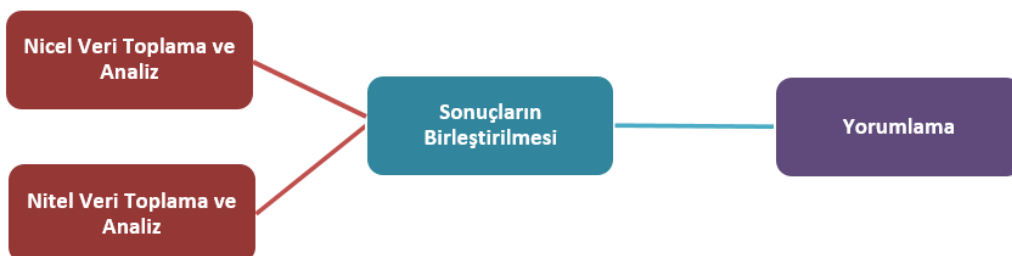 Nicel Veri Toplama ve
Analiz
Nitel Veri Toplama ve
Analiz
Sonuçların
Birleştirilmesi
Yorumlama